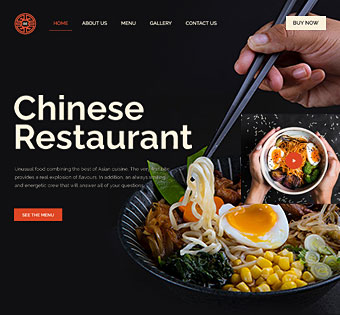 HOME ABOUT US MENU GALLERY CONTACT US BUY NOW
Chinese
Restaurant
Unusual food combining the best of Asian cuisine. The very first bite
provides a real explosion of flavours. In addition, an always smiling
and energetic crew that will answer all of your questions.
SEE THE MENU